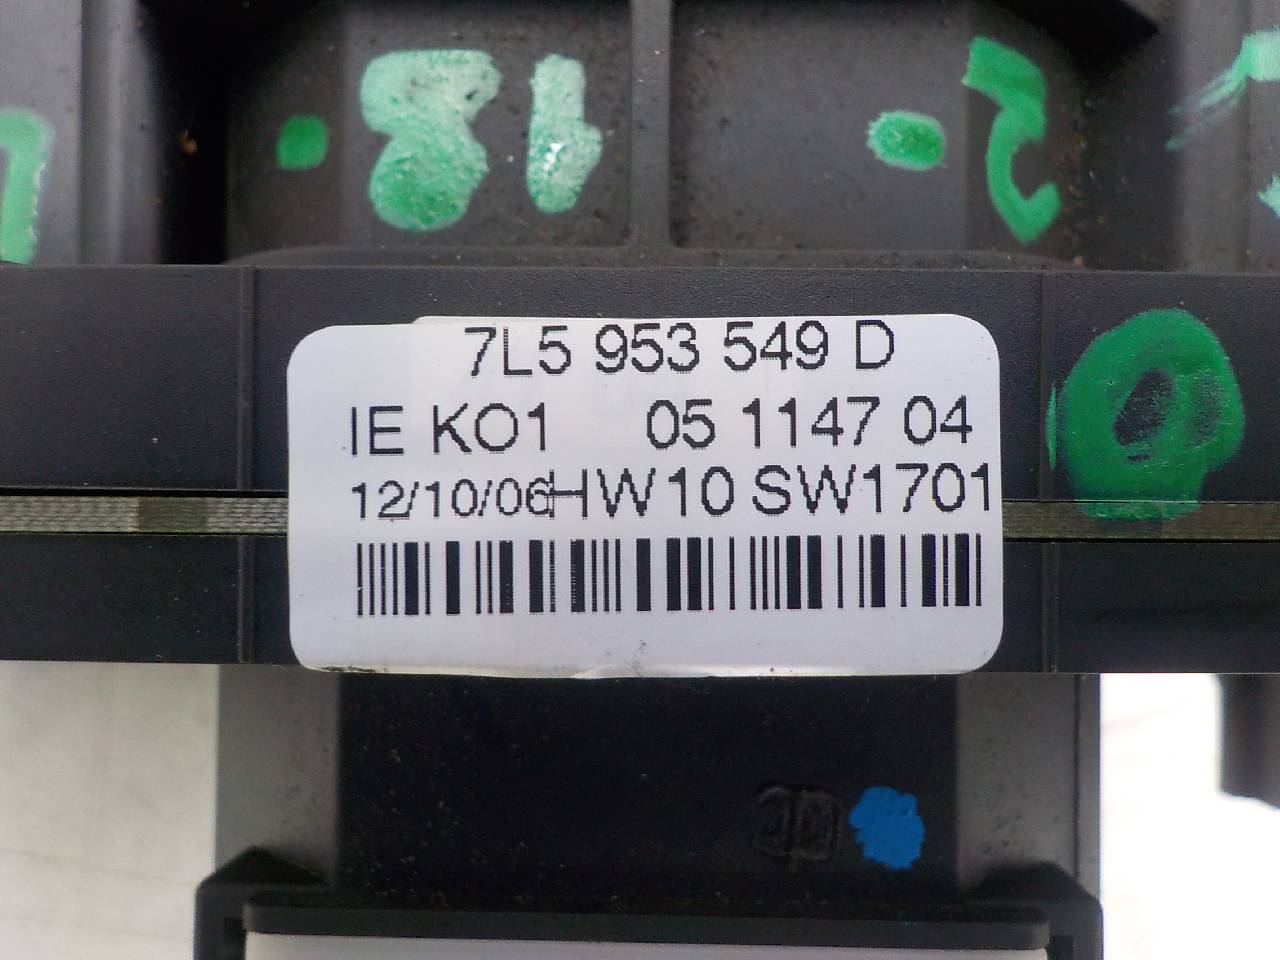 7L5 953 549 D
IE KO1 05 1147 04
12/10/06HW10 SW1701